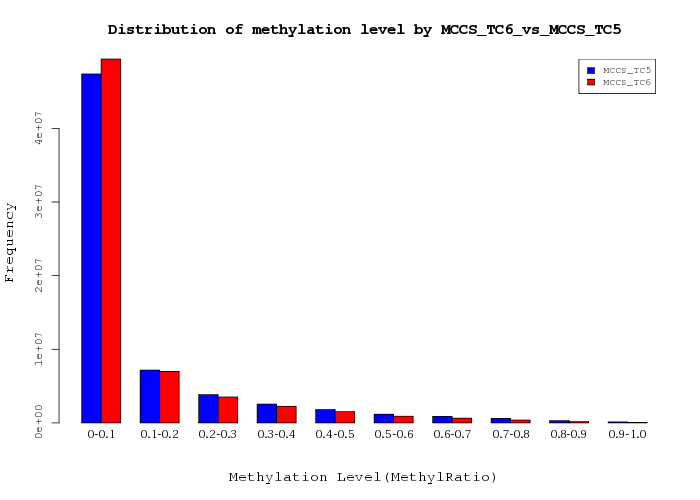 Distribution of methylation level by MCCS_TC6_vs_MCCS_TC5
MCCS_TC5
MCCS_TC6
Frequency
4e+07
3e+07
2e+07
1e+07
0e+00
0-0.1 0.1-0.2 0.2-0.3 0.3-0.4 0.4-0.5 0.5-0.6 0.6-0.7 0.7-0.8 0.8-0.9 0.9-1.0
Methylation Level(MethylRatio)